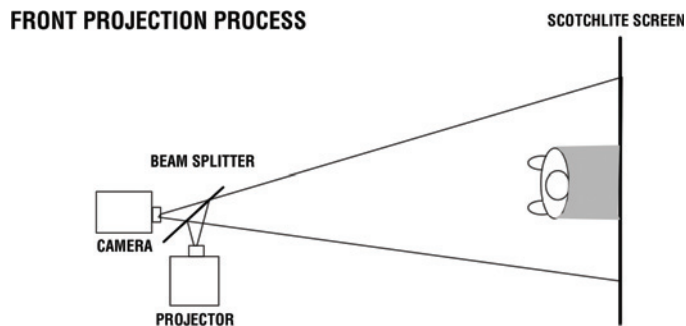 FRONT PROJECTION PROCESS
SCOTCHLITE SCREEN
BEAM SPLITTER
CAMERA
PROJECTOR